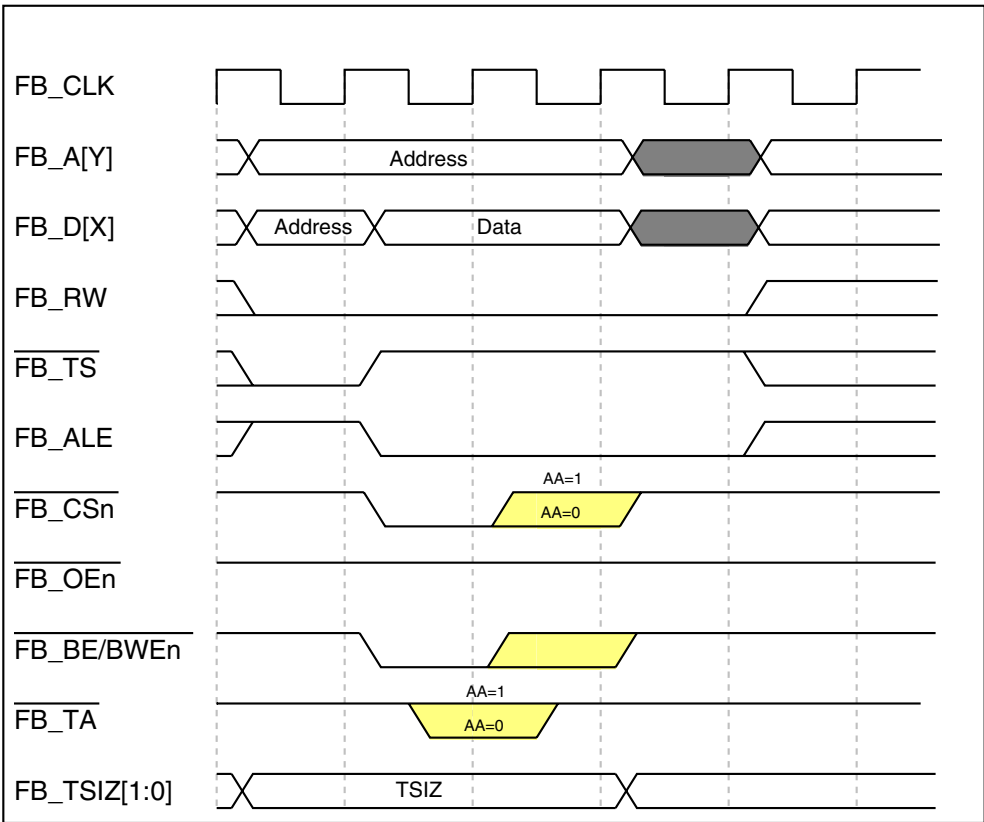 FB_CLK
FB_A[Y] Address
FB_D[X] Address Data
FB_RW
FB_TS
FB_ALE
AA=1
FB_CSn AA=0
FB_OEn
FB_BE/BWEn
AA=1
FB_TA AA=0
FB_TSIZ[1:0] TSIZ